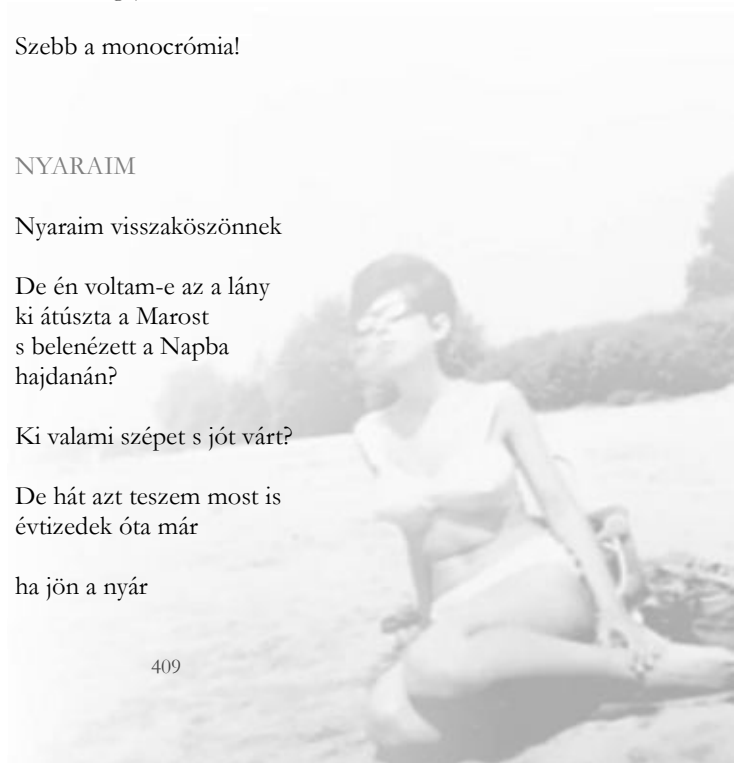 Szebb a monocrómia!
NYARAIM
Nyaraim visszaköszönnek
De én voltam-e az a lány
ki átúszta a Marost
s belenézett a Napba
hajdanán?
Ki valami szépet s jót várt?
De hát azt teszem most is
évtizedek óta már
ha jön a nyár
409